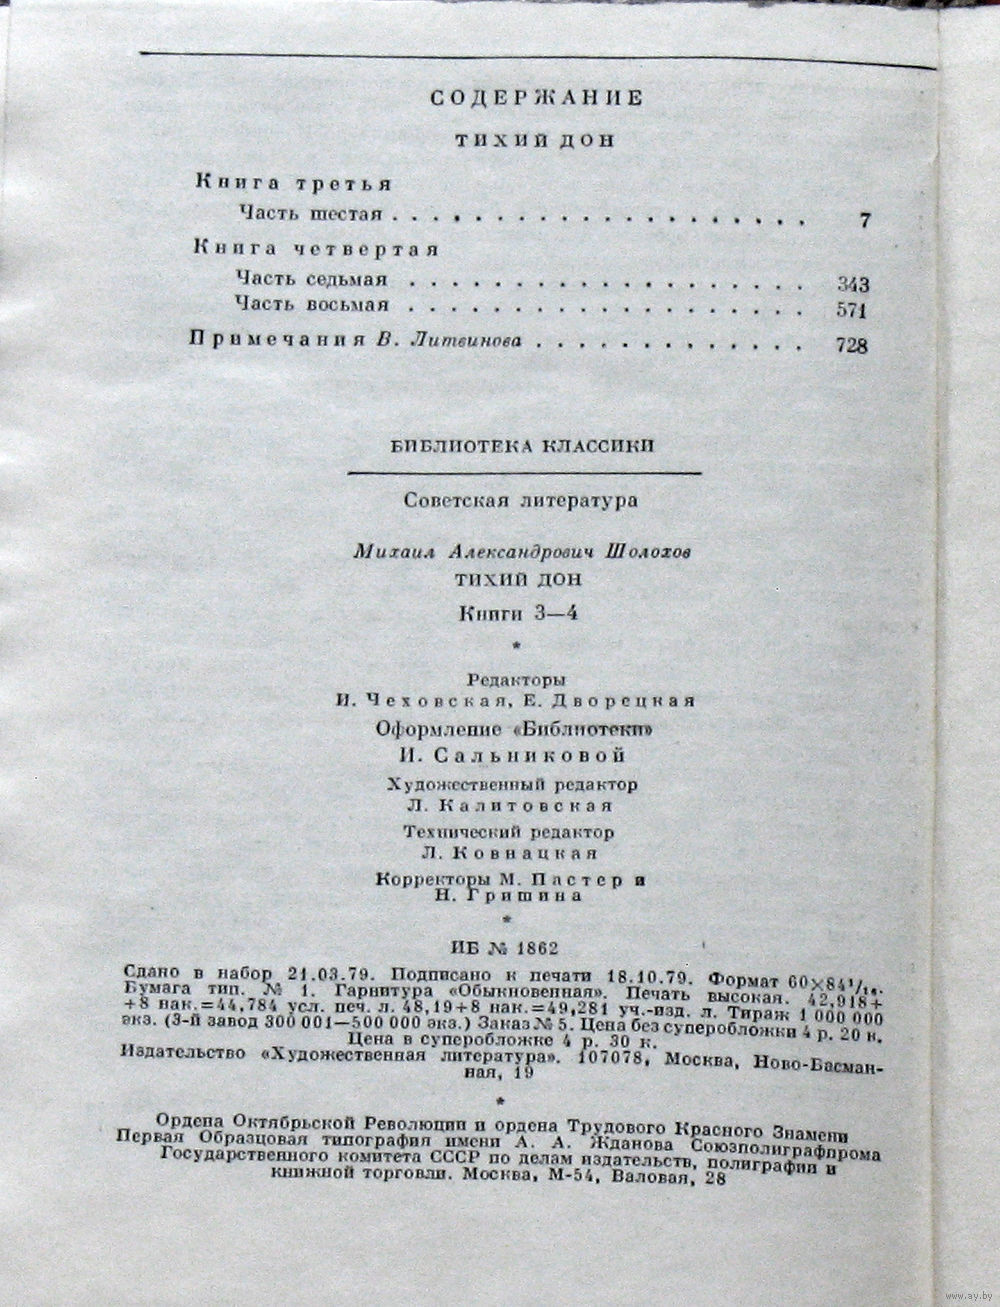 СОДЕРЖАНИЕ
ТИХИЙ ДОН
Книга третья
Часть шестая . . . . . . . . . . . . . . . . . . . . 7
Книга четвертая
Часть седьмая . . . . . . . . . . . . . . . . . . . 343
Часть восьмая . . . . . . . . . . . . . . . . . . . 571
Примечания В. Литвинова . . . . . . . . . . . . . 728
БИБЛИОТЕКА КЛАССИКИ
Советская литература
Михаил Александрович Шолохов
ТИХИЙ ДОН
Книги 3—4
*
Редакторы
И. Чеховская, Е. Дворецкая
Оформление «Библиотеки»
И. Сальниковой
Художественный редактор
Л. Калитовская
Технический редактор
Л. Ковнацкая
Корректоры М. Пастер и
Н. Гришина
*
ИБ № 1862
Сдано в набор 21.03.79. Подписано к печати 18.10.79. Формат 60×84¹/₁₆.
Бумага тип. № 1. Гарнитура «Обыкновенная». Печать высокая. 42,918+
+8 нак.=44,784 усл. печ. л. 48,19+8 нак.=49,281 уч.-изд. л. Тираж 1 000 000
экз. (3-й завод 300 001—500 000 экз.) Заказ № 5. Цена без суперобложки 4 р. 20 к.
Цена в суперобложке 4 р. 30 к.
Издательство «Художественная литература». 107078, Москва, Ново-Басман-
ная, 19
*
Ордена Октябрьской Революции и ордена Трудового Красного Знамени
Первая Образцовая типография имени А. А. Жданова Союзполиграфпрома
Государственного комитета СССР по делам издательств, полиграфии и
книжной торговли. Москва, М-54, Валовая, 28
www.ay.by